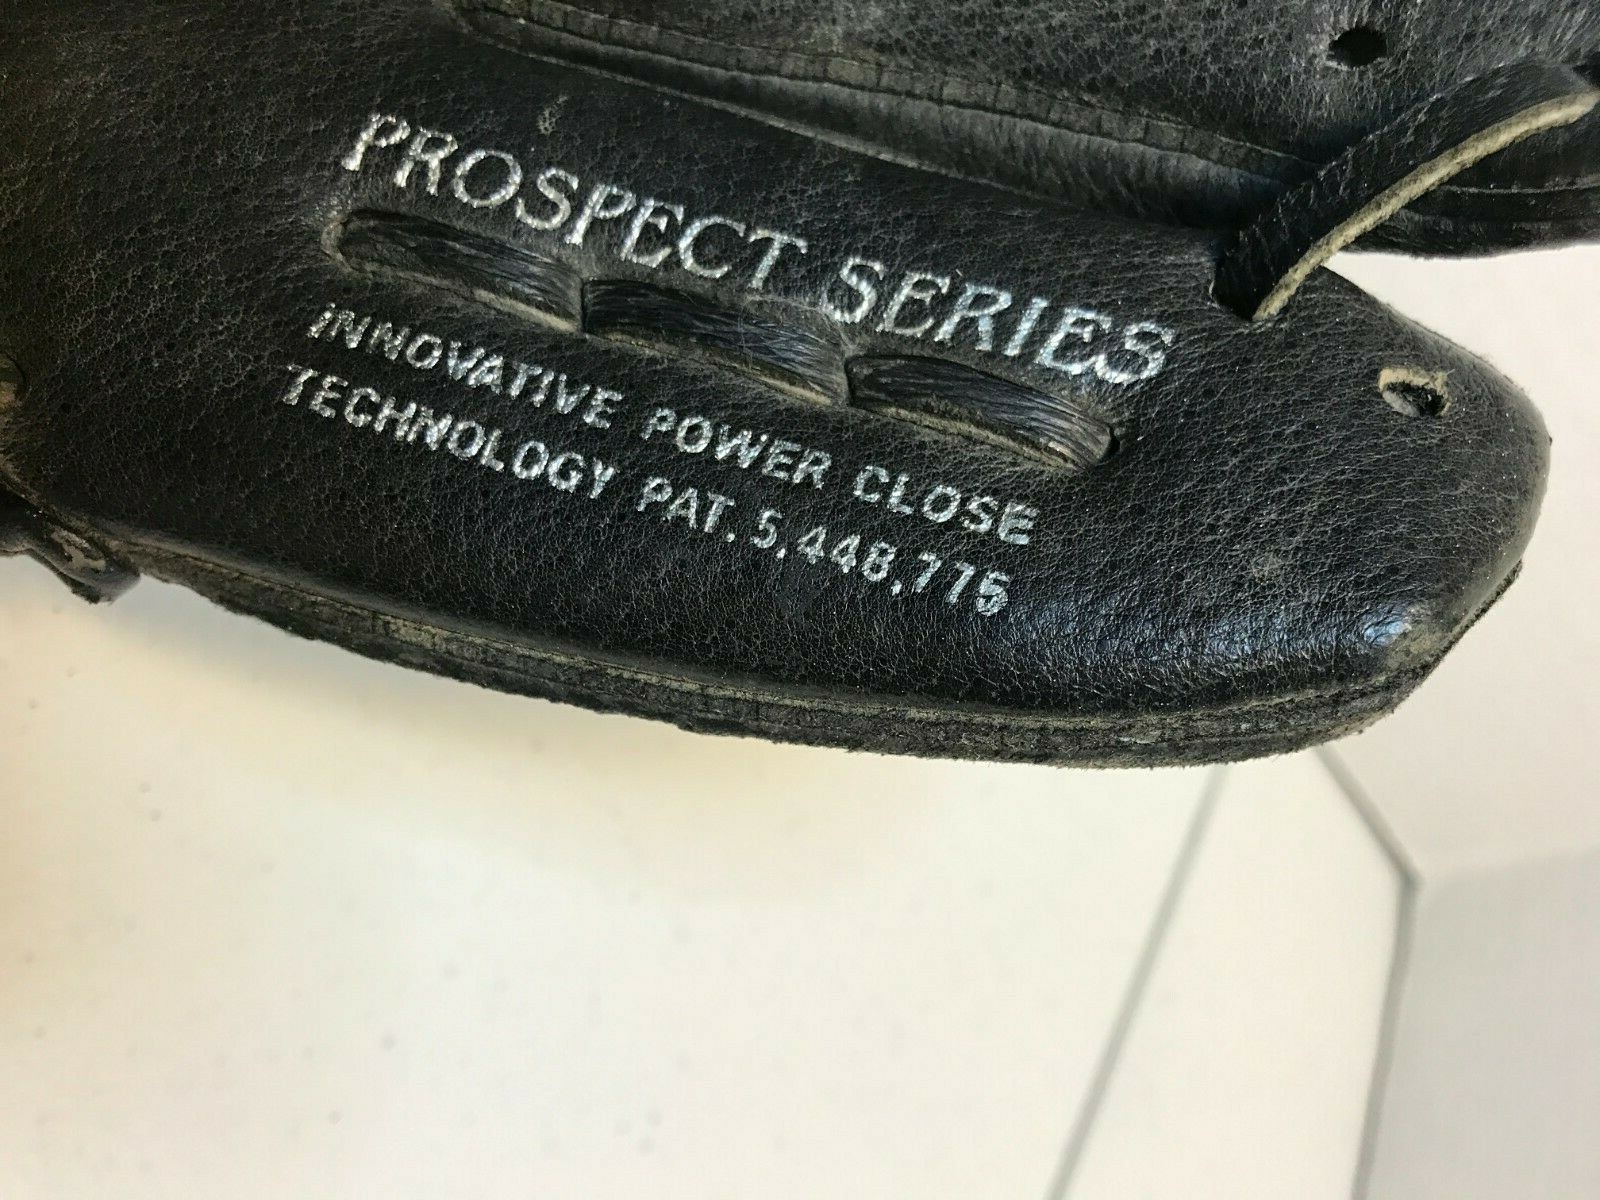 PROSPECT SERIES
INNOVATIVE POWER CLOSE
TECHNOLOGY PAT. 5,448,775